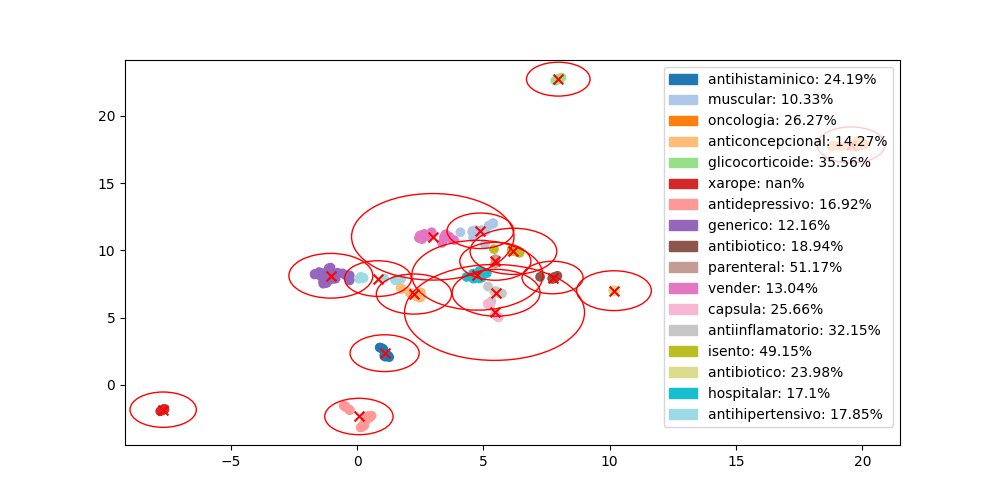 20
15
10
5
0
−5
0
5
10
15
20
antihistaminico: 24.19%
muscular: 10.33%
oncologia: 26.27%
anticoncepcional: 14.27%
glicocorticoide: 35.56%
xarope: nan%
antidepressivo: 16.92%
generico: 12.16%
antibiotico: 18.94%
parenteral: 51.17%
vender: 13.04%
capsula: 25.66%
antiinflamatorio: 32.15%
isento: 49.15%
antibiotico: 23.98%
hospitalar: 17.1%
antihipertensivo: 17.85%